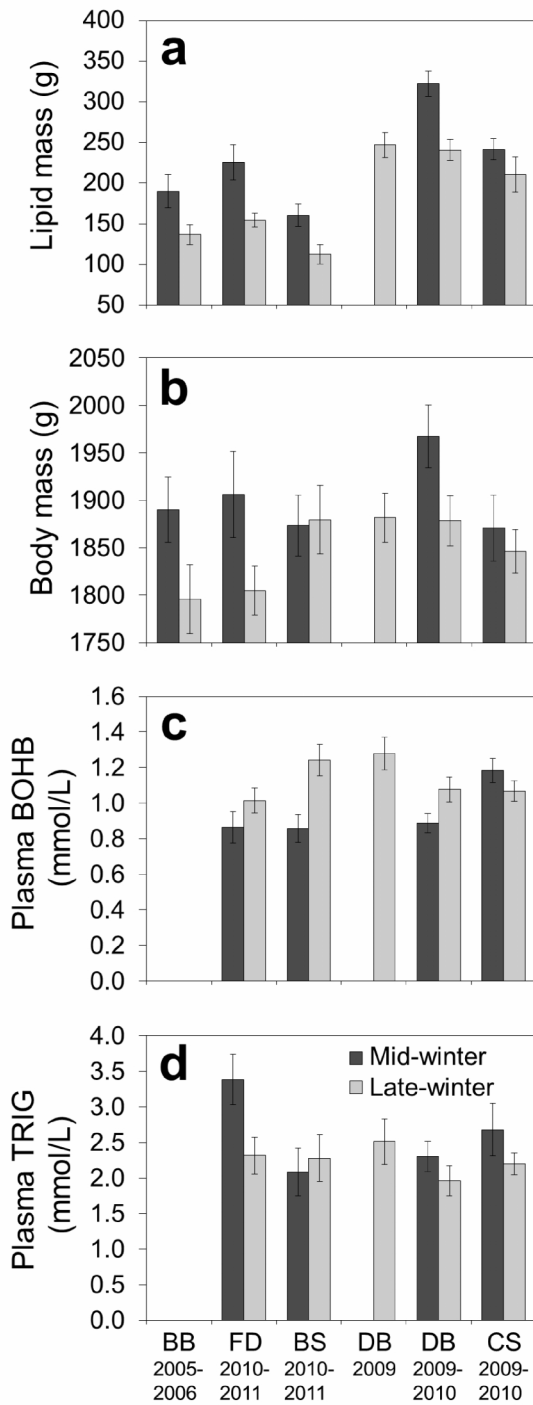 a
Lipid mass (g)
400
350
300
250
200
150
100
50
b
Body mass (g)
2050
2000
1950
1900
1850
1800
1750
c
Plasma BOHB
(mmol/L)
1.6
1.4
1.2
1.0
0.8
0.6
0.4
0.2
0.0
d
Mid-winter
Late-winter
Plasma TRIG
(mmol/L)
4.0
3.5
3.0
2.5
2.0
1.5
1.0
0.5
0.0
BB FD BS DB DB CS
2005- 2010- 2010- 2009 2009- 2009-
2006 2011 2011 2010 2010